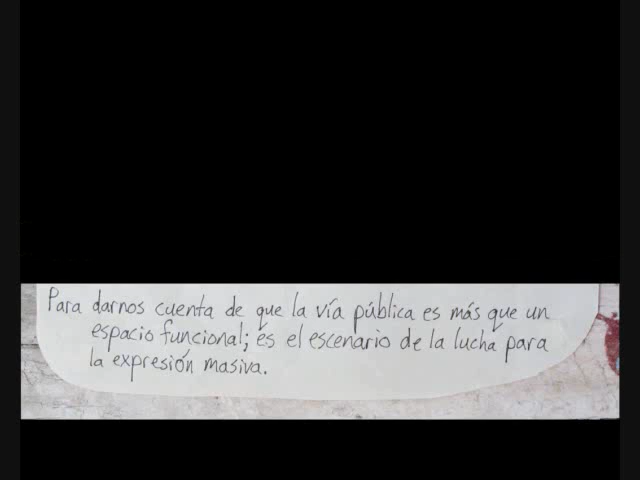 Para darnos cuenta de que la vía pública es más que un
espacio funcional; es el escenario de la lucha para
la expresión masiva.